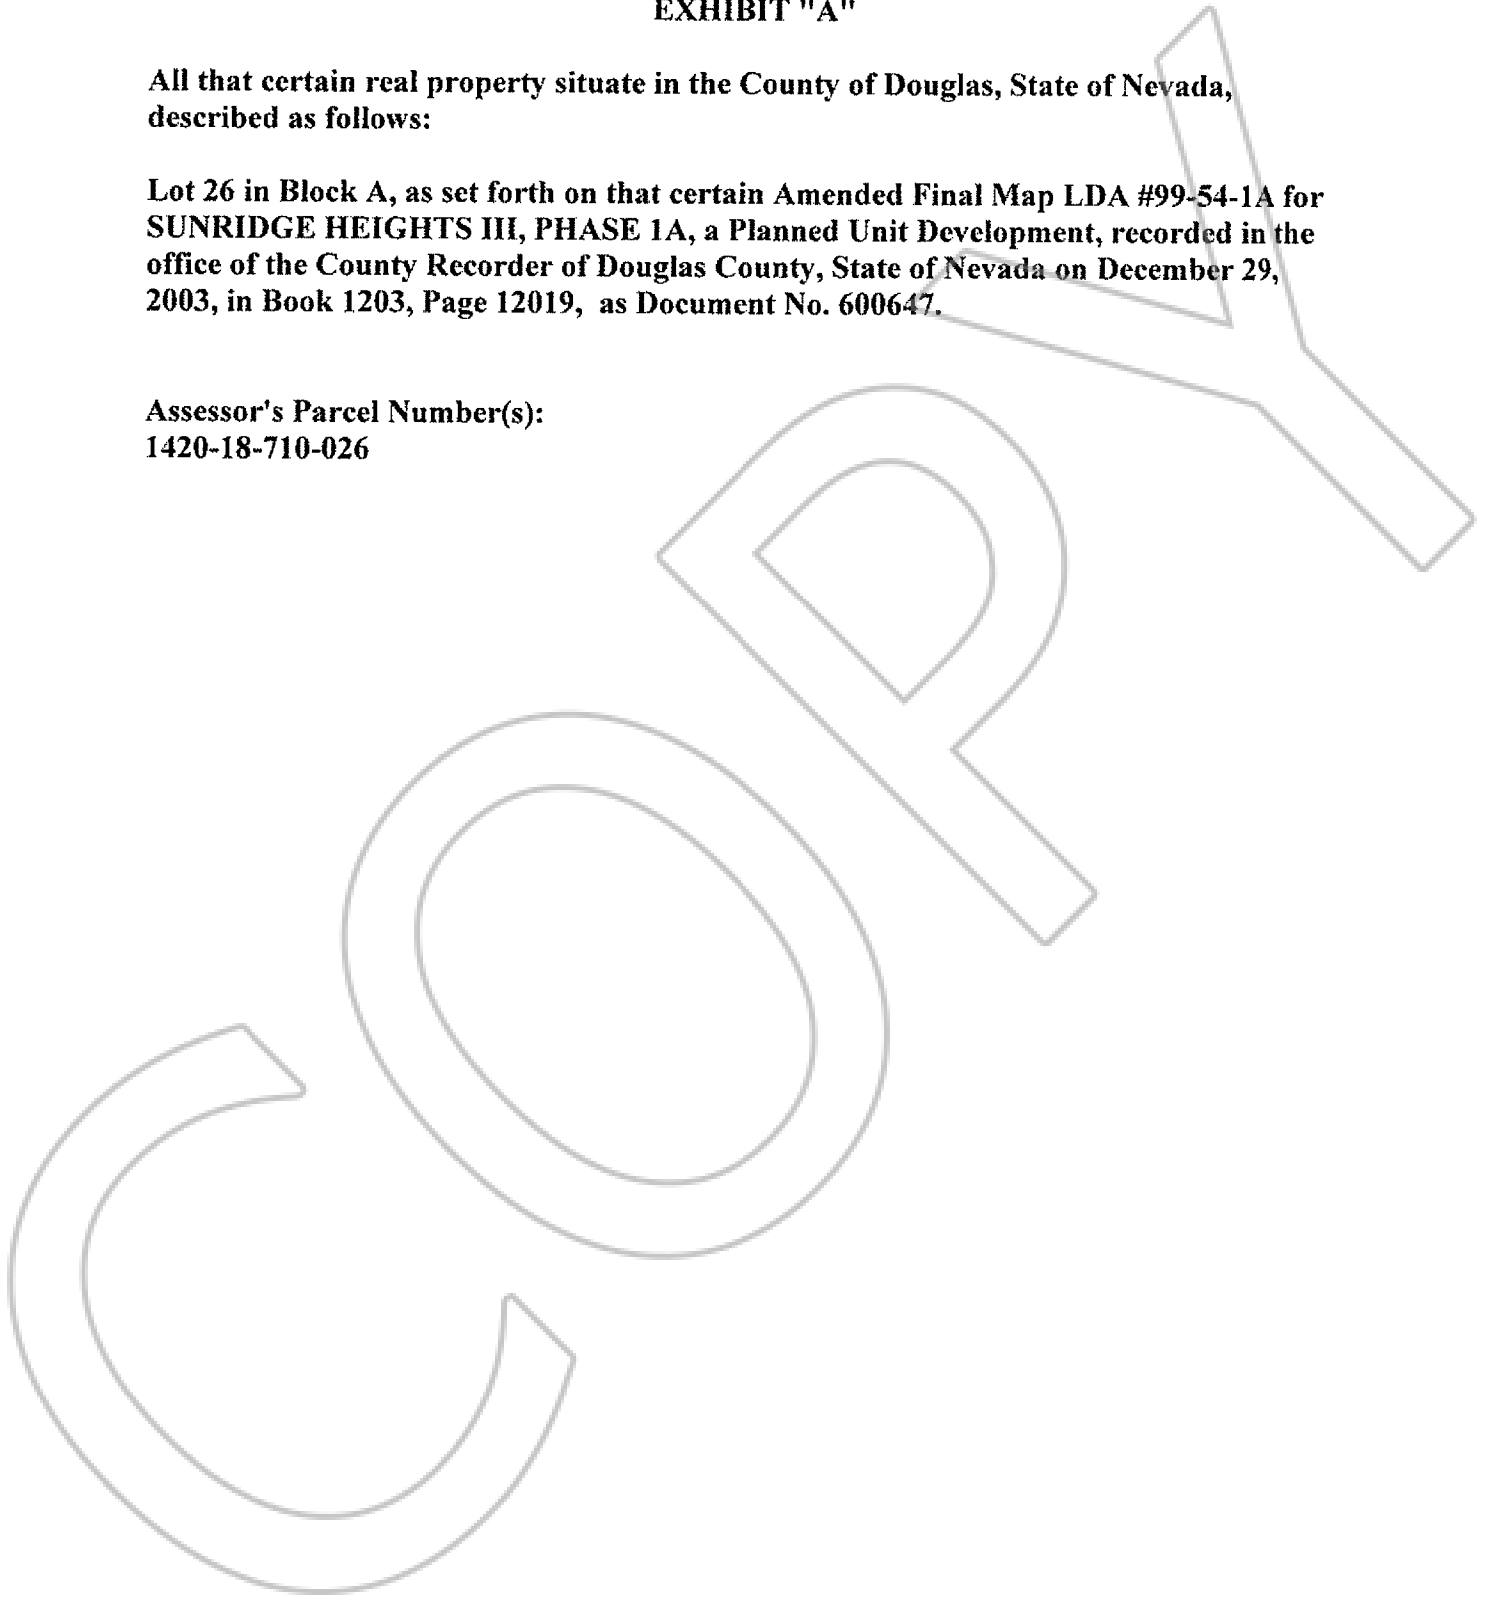 EXHIBIT "A"
All that certain real property situate in the County of Douglas, State of Nevada,
described as follows:
Lot 26 in Block A, as set forth on that certain Amended Final Map LDA #99-54-1A for
SUNRIDGE HEIGHTS III, PHASE 1A, a Planned Unit Development, recorded in the
office of the County Recorder of Douglas County, State of Nevada on December 29,
2003, in Book 1203, Page 12019,  as Document No. 600647.
Assessor's Parcel Number(s):
1420-18-710-026
COPY